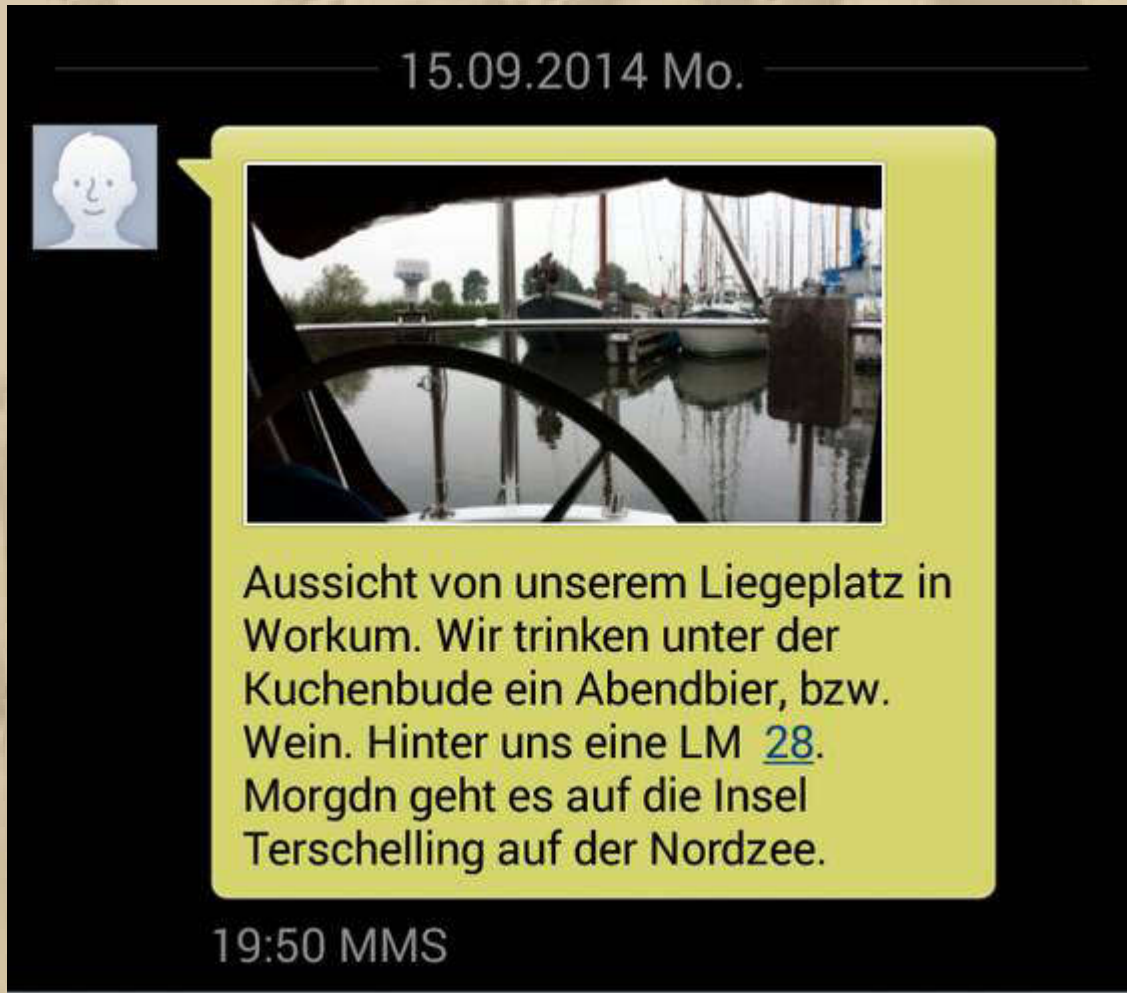 15.09.2014 Mo.
Aussicht von unserem Liegeplatz in
Workum. Wir trinken unter der
Kuchenbude ein Abendbier, bzw.
Wein. Hinter uns eine LM 28.
Morgdn geht es auf die Insel
Terschelling auf der Nordzee.
19:50 MMS